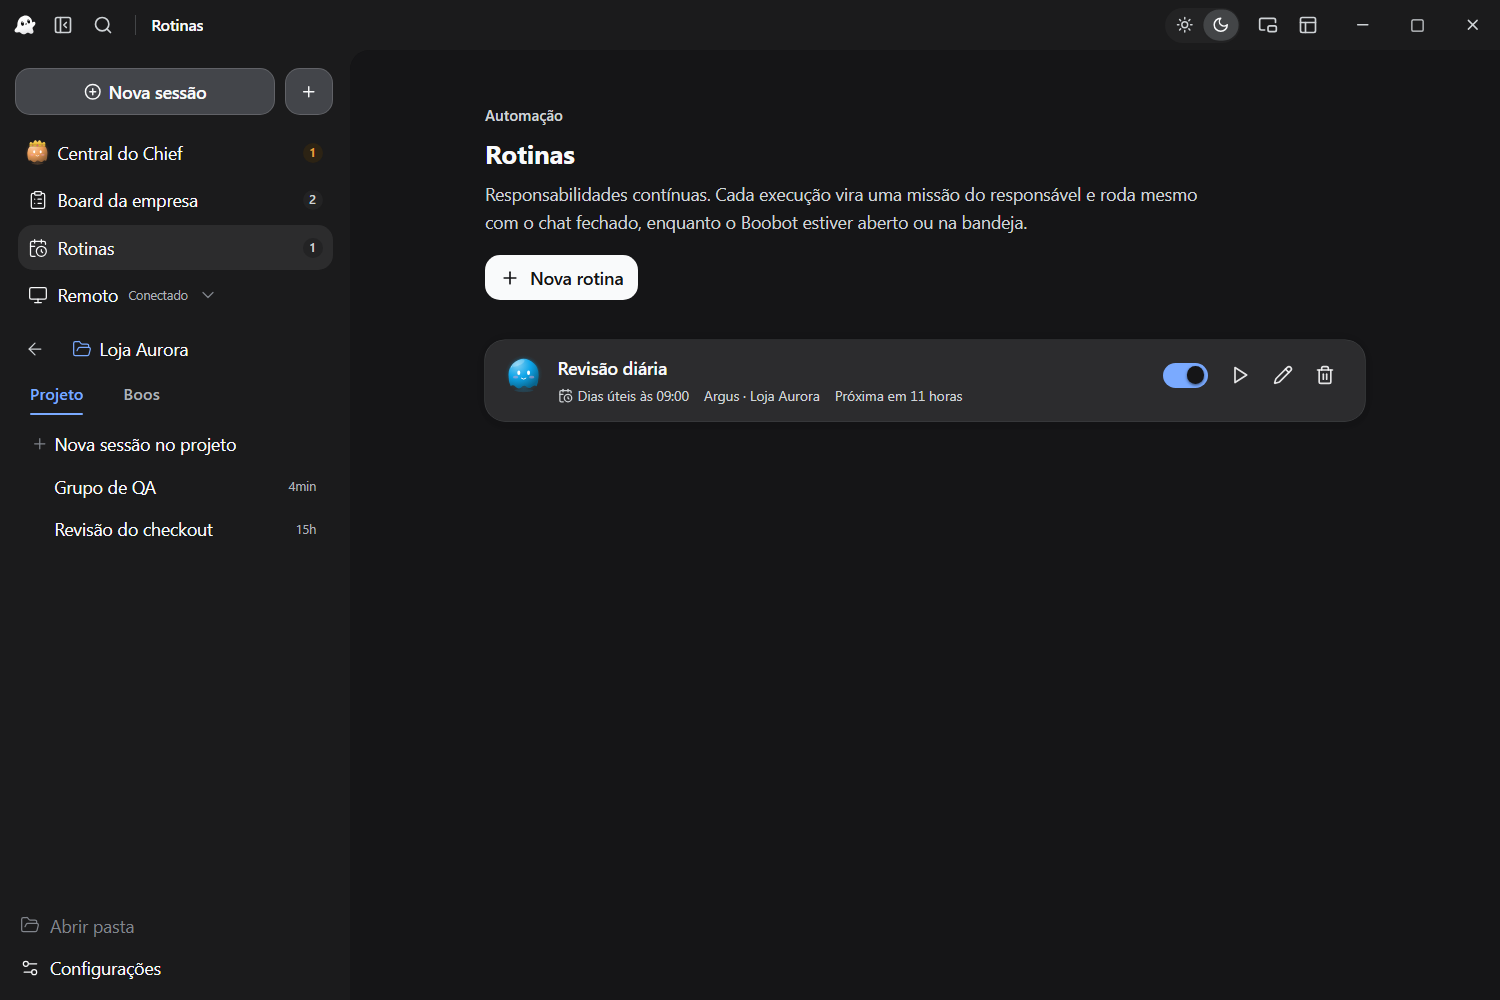 Rotinas
Nova sessão
Central do Chief 1
Board da empresa 2
Rotinas 1
Remoto Conectado
Loja Aurora
Projeto Boos
Nova sessão no projeto
Grupo de QA 4min
Revisão do checkout 15h
Abrir pasta
Configurações
Automação
Rotinas
Responsabilidades contínuas. Cada execução vira uma missão do responsável e roda mesmo
com o chat fechado, enquanto o Boobot estiver aberto ou na bandeja.
Nova rotina
Revisão diária
Dias úteis às 09:00 Argus · Loja Aurora Próxima em 11 horas